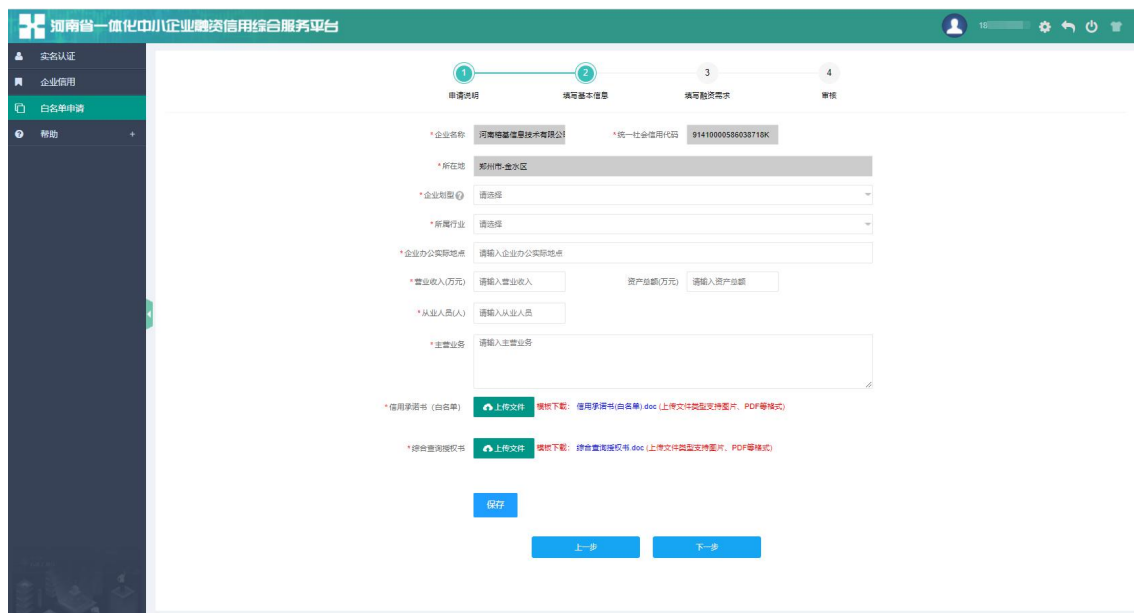 河南省一体化中小企业融资信用综合服务平台 18
实名认证
企业信用
白名单申请
帮助 +
1 2 3 4
申请说明 填写基本信息 填写融资需求 审核
*企业名称 河南榕基信息技术有限公 *统一社会信用代码 91410000586038718K
*所在地 郑州市-金水区
*企业划型 请选择
*所属行业 请选择
*企业办公实际地点 请输入企业办公实际地点
*营业收入(万元) 请输入营业收入 资产总额(万元) 请输入资产总额
*从业人员(人) 请输入从业人员
*主营业务 请输入主营业务
*信用承诺书（白名单） 上传文件 模板下载： 信用承诺书(白名单).doc (上传文件类型支持图片、PDF等格式)
*综合查询授权书 上传文件 模板下载： 综合查询授权书.doc (上传文件类型支持图片、PDF等格式)
保存
上一步 下一步